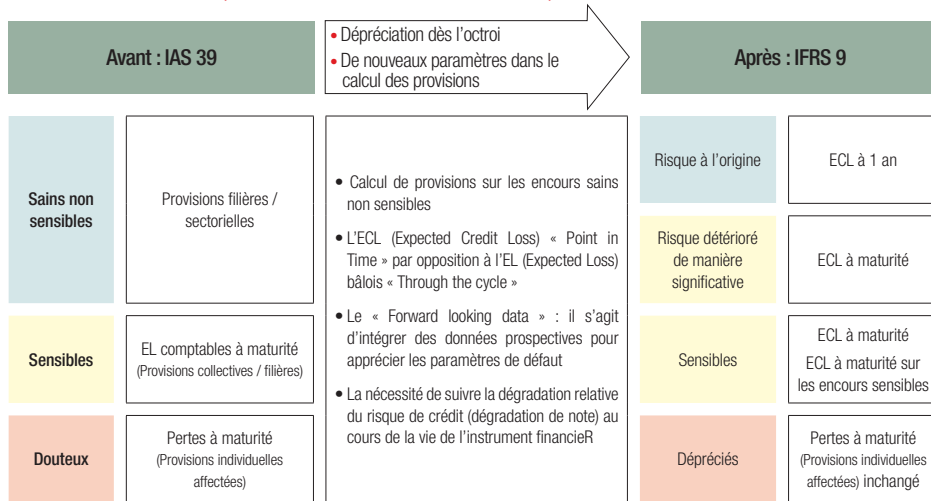 Avant : IAS 39
• Dépréciation dès l'octroi
• De nouveaux paramètres dans le
calcul des provisions
Après : IFRS 9
Sains non
sensibles
Provisions filières /
sectorielles
Sensibles
EL comptables à maturité
(Provisions collectives / filières)
Douteux
Pertes à maturité
(Provisions individuelles
affectées)
• Calcul de provisions sur les encours sains
non sensibles
• L'ECL (Expected Credit Loss) « Point in
Time » par opposition à l'EL (Expected Loss)
bâlois « Through the cycle »
• Le « Forward looking data » : il s'agit
d'intégrer des données prospectives pour
apprécier les paramètres de défaut
• La nécessité de suivre la dégradation relative
du risque de crédit (dégradation de note) au
cours de la vie de l'instrument financieR
Risque à l'origine
ECL à 1 an
Risque détérioré
de manière
significative
ECL à maturité
Sensibles
ECL à maturité
ECL à maturité sur
les encours sensibles
Dépréciés
Pertes à maturité
(Provisions individuelles
affectées) inchangé